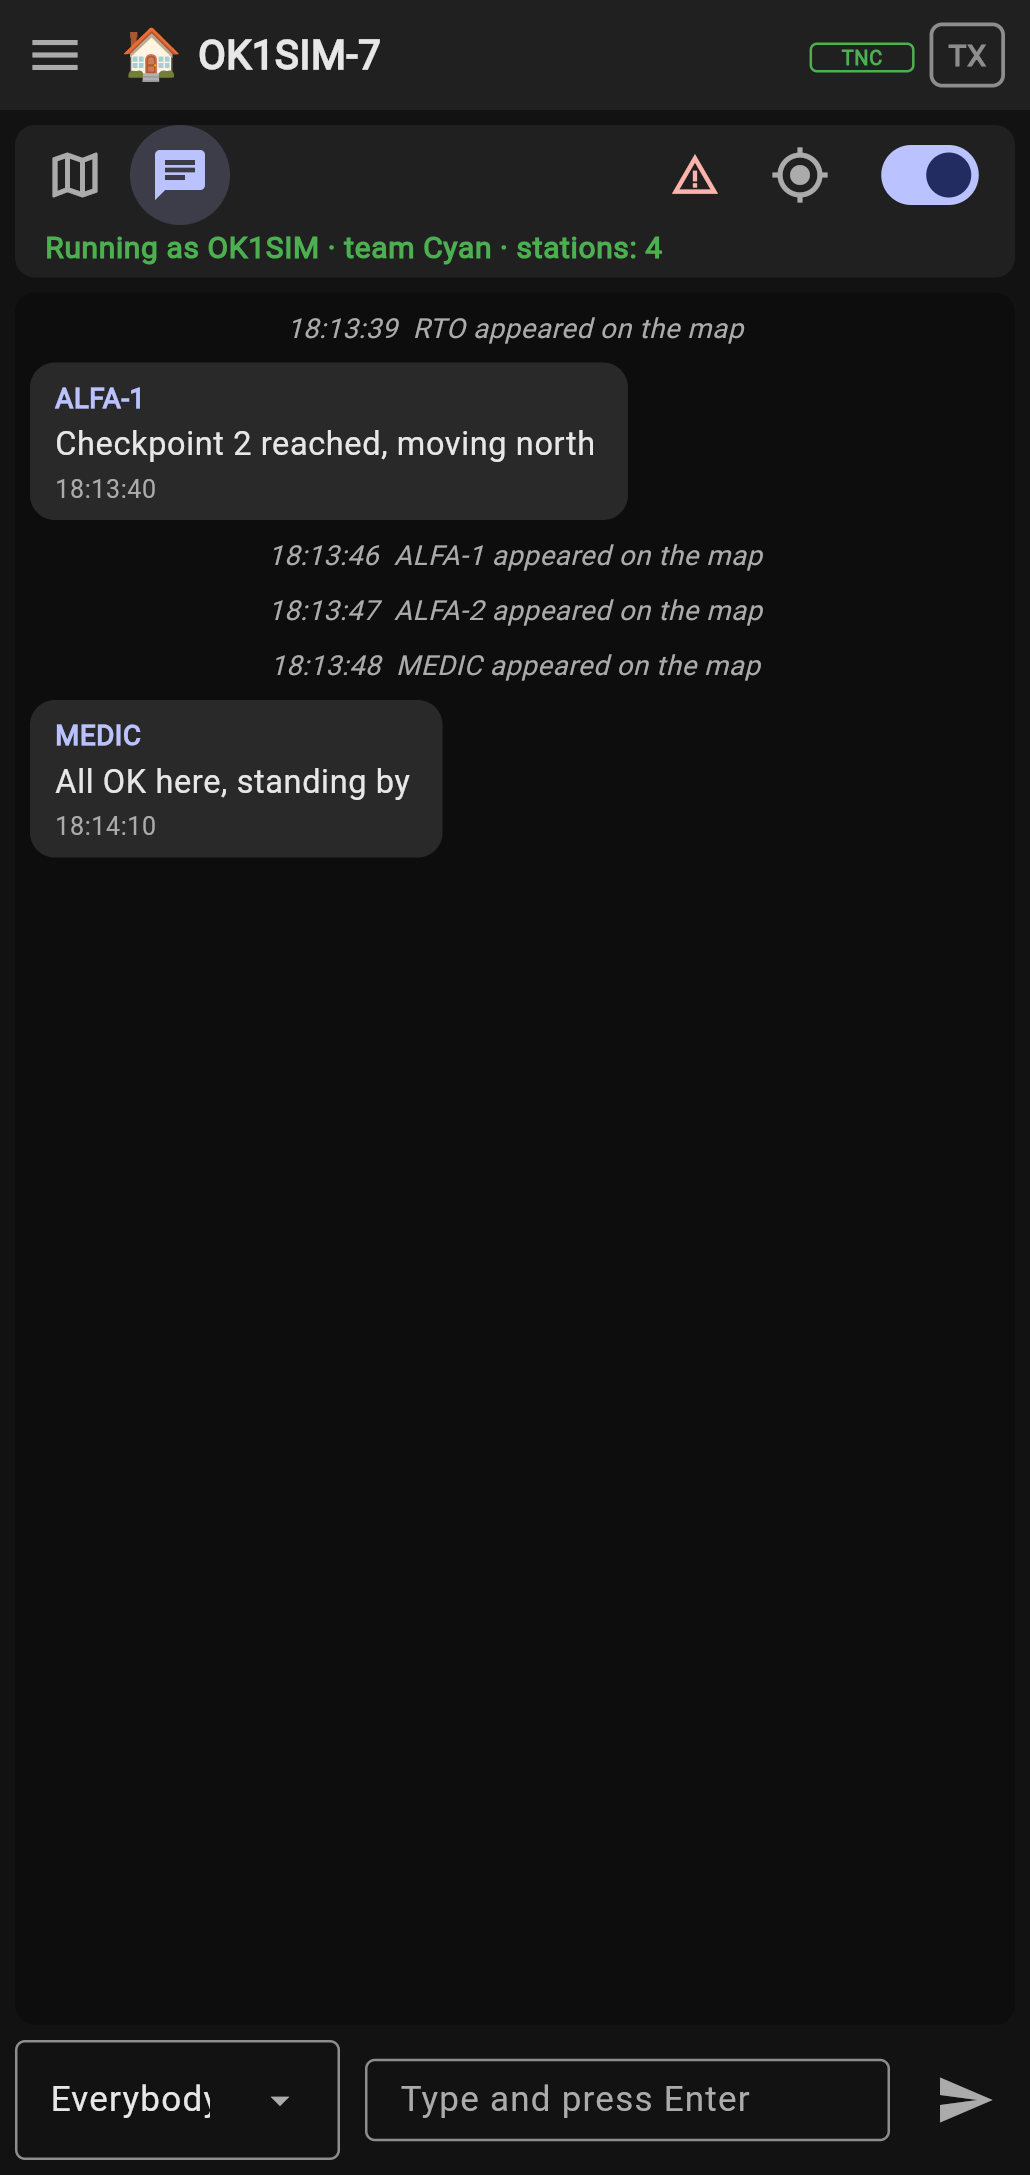 OK1SIM-7
TNC
TX
Running as OK1SIM · team Cyan · stations: 4
18:13:39 RTO appeared on the map
ALFA-1
Checkpoint 2 reached, moving north
18:13:40
18:13:46 ALFA-1 appeared on the map
18:13:47 ALFA-2 appeared on the map
18:13:48 MEDIC appeared on the map
MEDIC
All OK here, standing by
18:14:10
Everybody
Type and press Enter